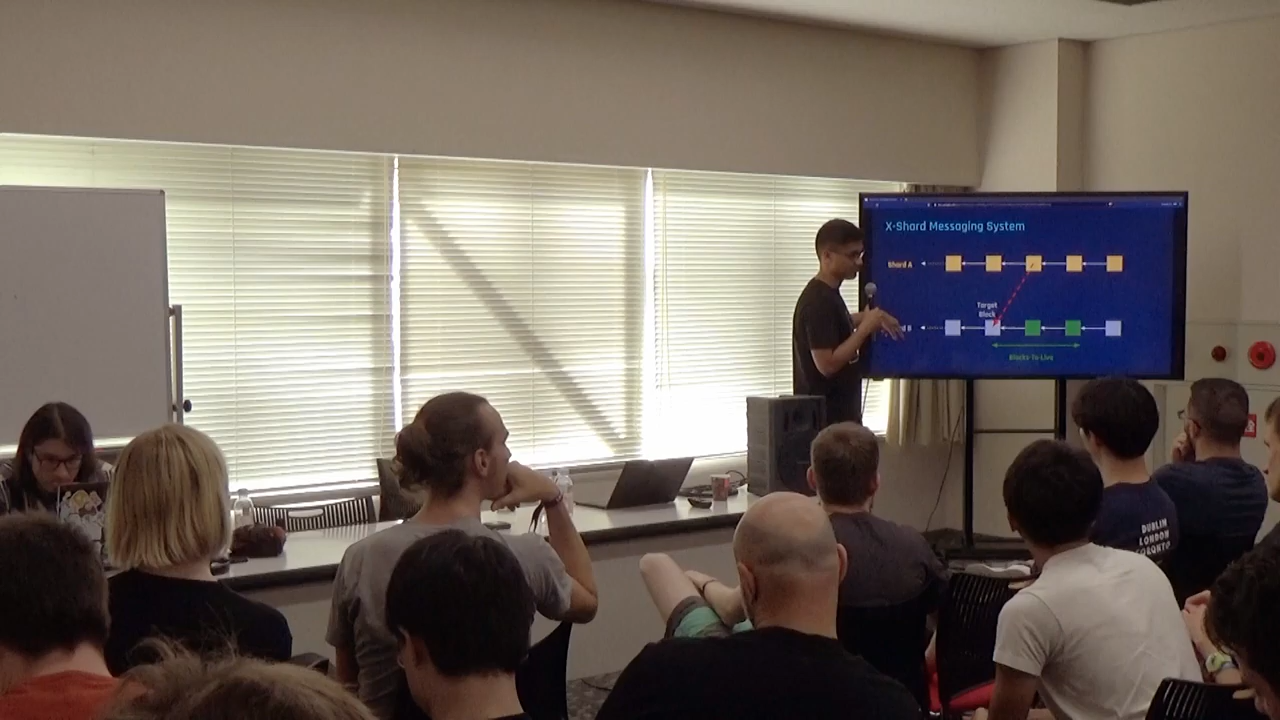 X-Shard Messaging System
Shard A
Target
Block
B
Blocks-To-Live
DUBLIN
LONDON
TORONTO